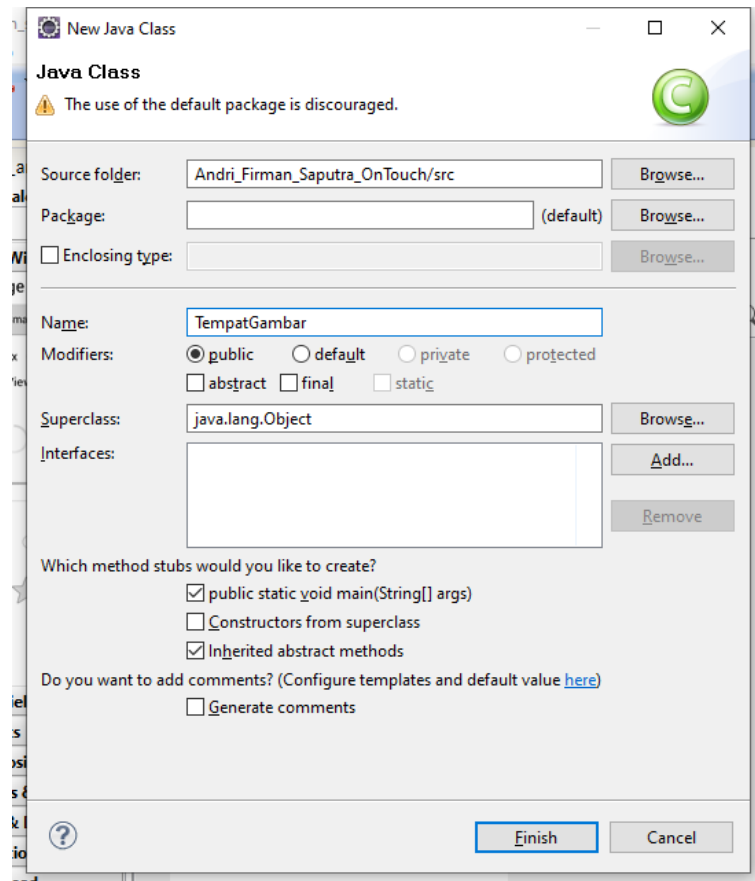 New Java Class
Java Class
The use of the default package is discouraged.
Source folder: Andri_Firman_Saputra_OnTouch/src Browse...
Package: (default) Browse...
Enclosing type: Browse...
Name: TempatGambar
Modifiers: public default private protected
abstract final static
Superclass: java.lang.Object Browse...
Interfaces: Add...
Remove
Which method stubs would you like to create?
public static void main(String[] args)
Constructors from superclass
Inherited abstract methods
Do you want to add comments? (Configure templates and default value here)
Generate comments
Finish Cancel